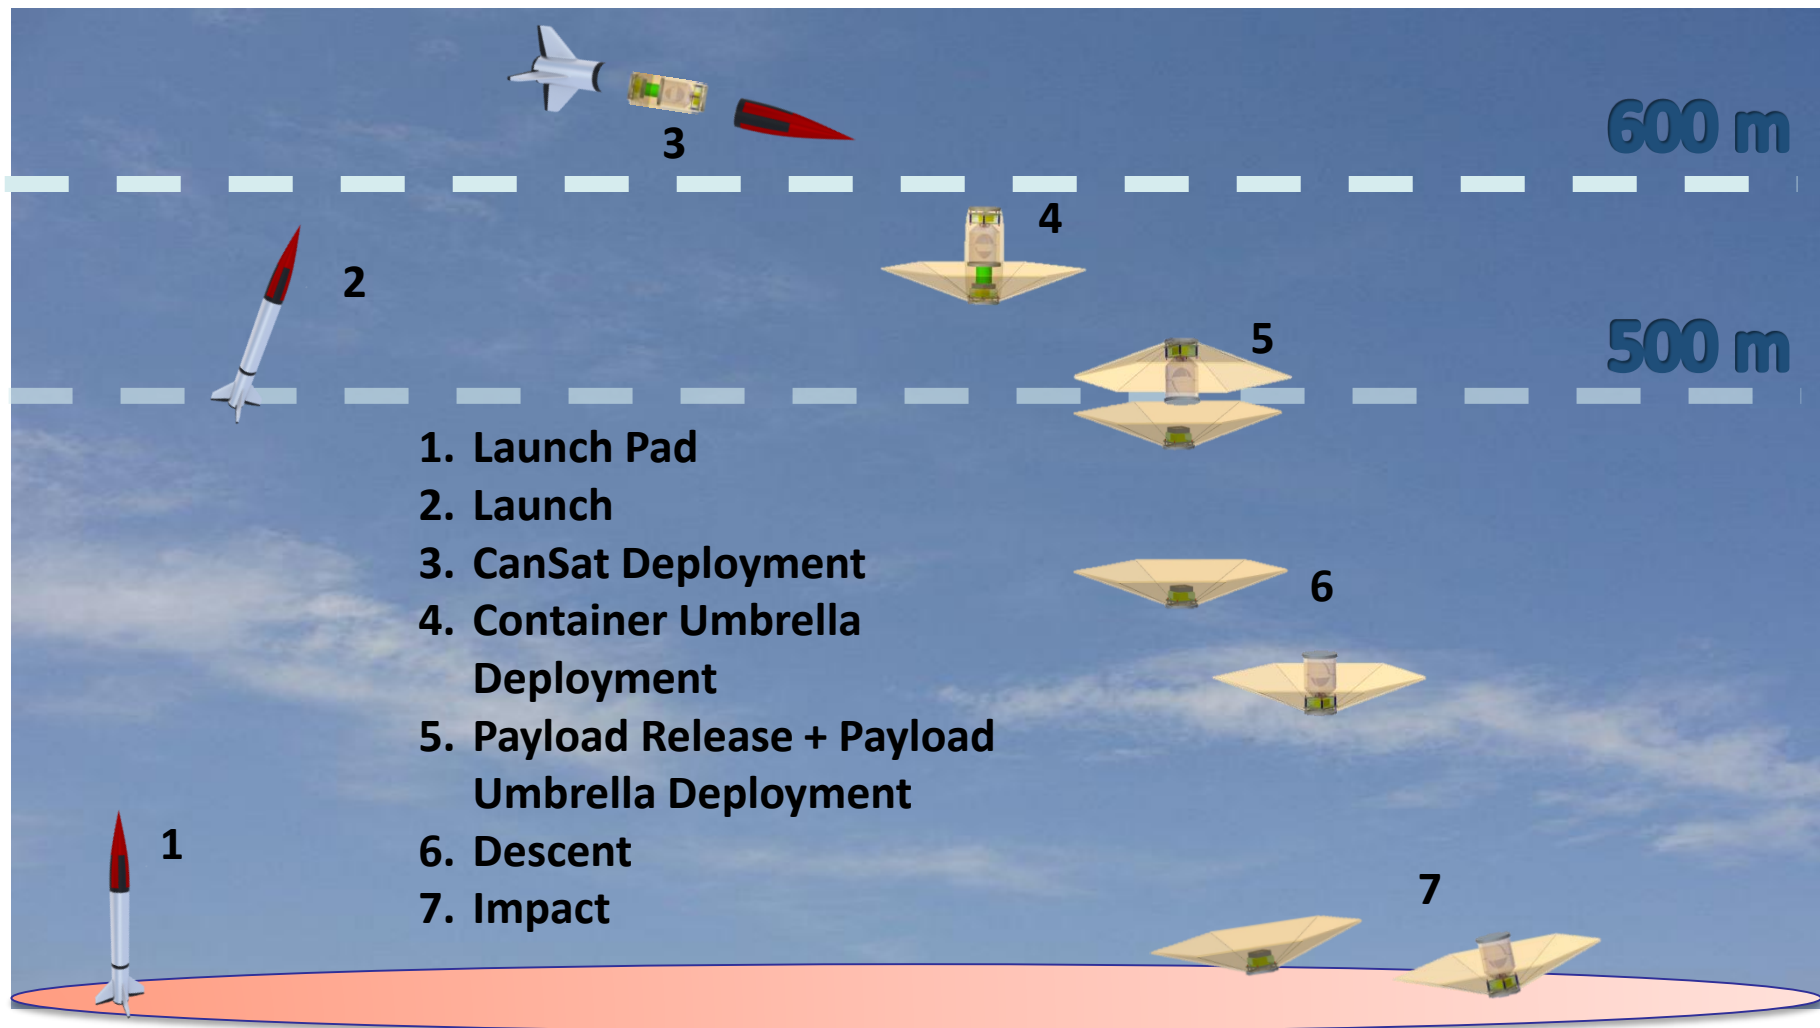 600 m
3
4
2
5
500 m
1. Launch Pad
2. Launch
3. CanSat Deployment
4. Container Umbrella
Deployment
5. Payload Release + Payload
Umbrella Deployment
6. Descent
7. Impact
6
1
7